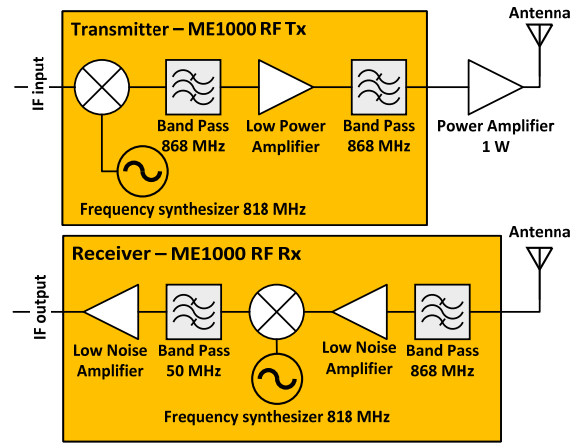 Antenna
Transmitter – ME1000 RF Tx
IF input
Band Pass
868 MHz
Low Power
Amplifier
Band Pass
868 MHz
Power Amplifier
1 W
Frequency synthesizer 818 MHz
Antenna
Receiver – ME1000 RF Rx
IF output
Low Noise
Amplifier
Band Pass
50 MHz
Low Noise
Amplifier
Band Pass
868 MHz
Frequency synthesizer 818 MHz